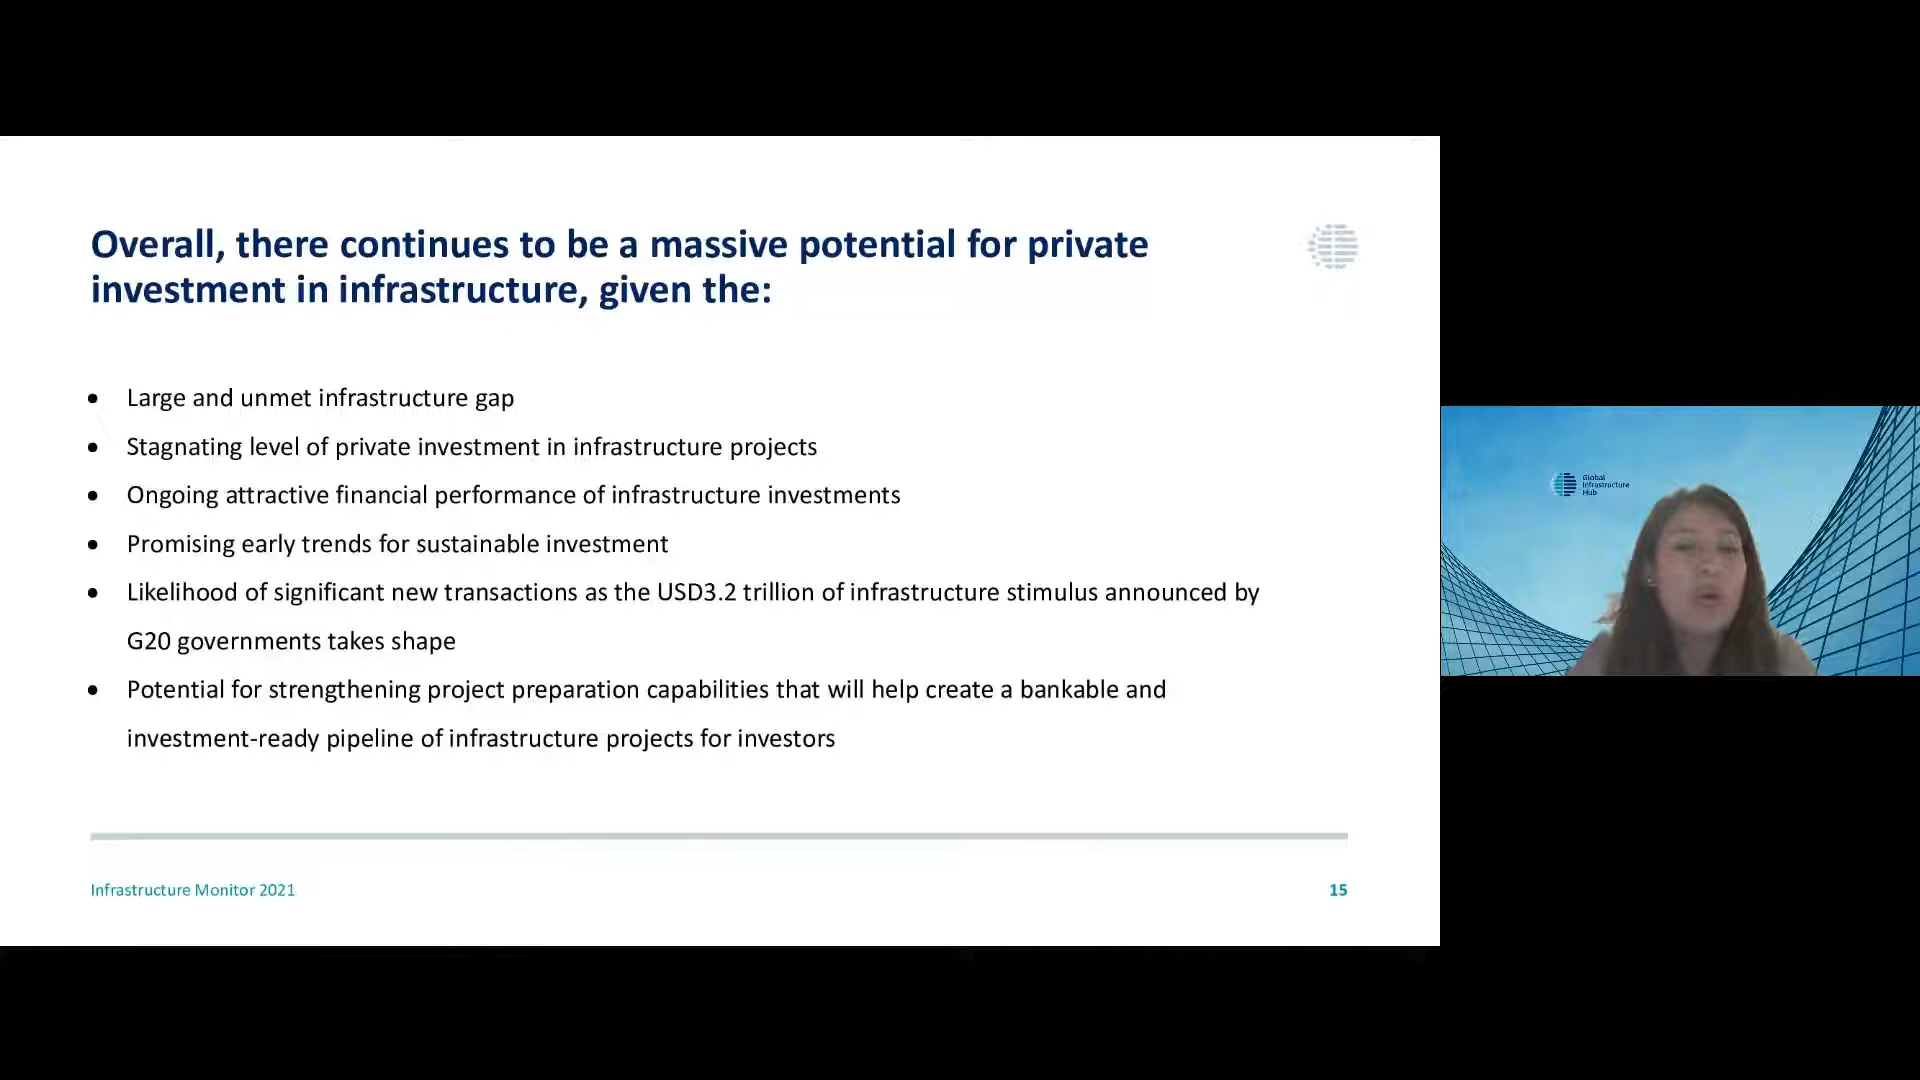 Overall, there continues to be a massive potential for private
investment in infrastructure, given the:
• Large and unmet infrastructure gap
• Stagnating level of private investment in infrastructure projects
• Ongoing attractive financial performance of infrastructure investments
• Promising early trends for sustainable investment
• Likelihood of significant new transactions as the USD3.2 trillion of infrastructure stimulus announced by
G20 governments takes shape
• Potential for strengthening project preparation capabilities that will help create a bankable and
investment-ready pipeline of infrastructure projects for investors
Infrastructure Monitor 2021
15
Global
Infrastructure
Hub